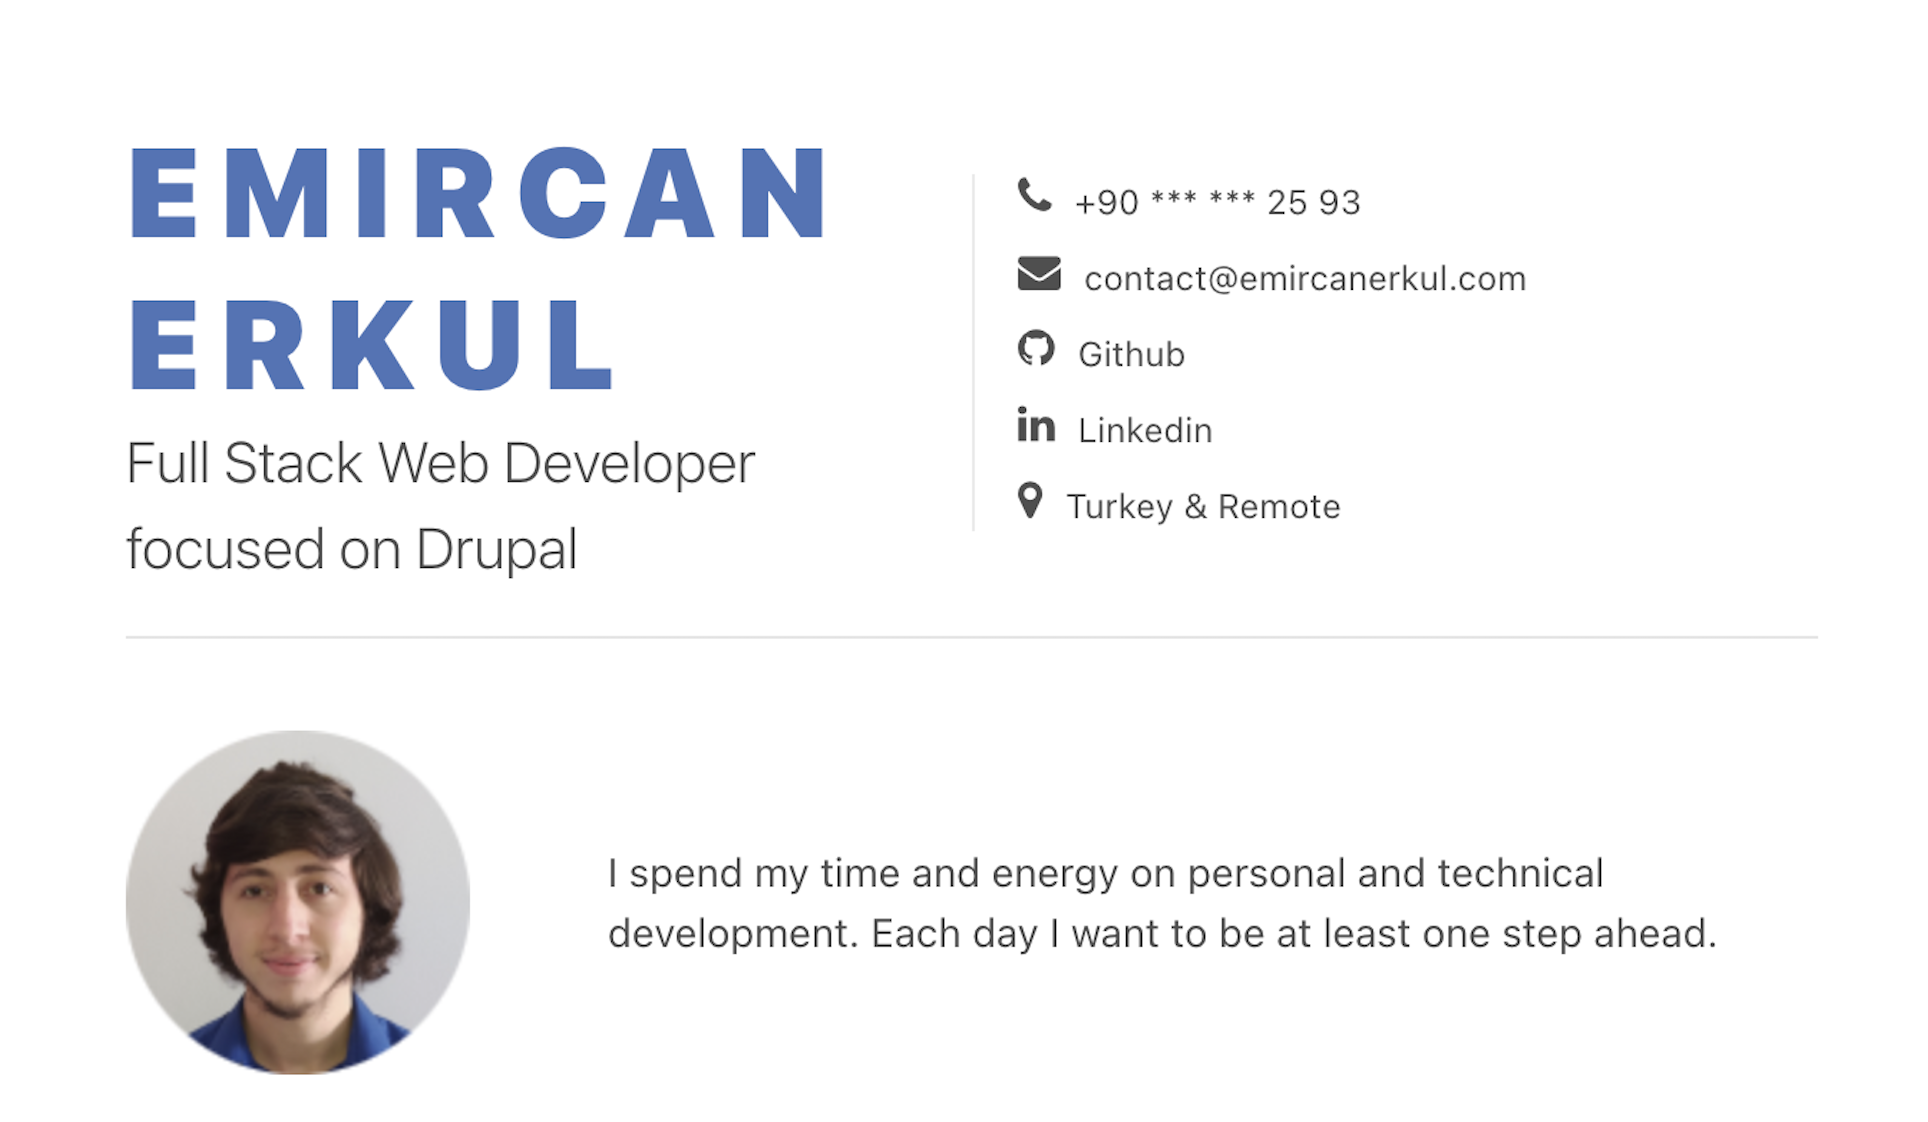 EMIRCAN
ERKUL
Full Stack Web Developer
focused on Drupal
+90 *** *** 25 93
contact@emircanerkul.com
Github
Linkedin
Turkey & Remote
I spend my time and energy on personal and technical
development. Each day I want to be at least one step ahead.